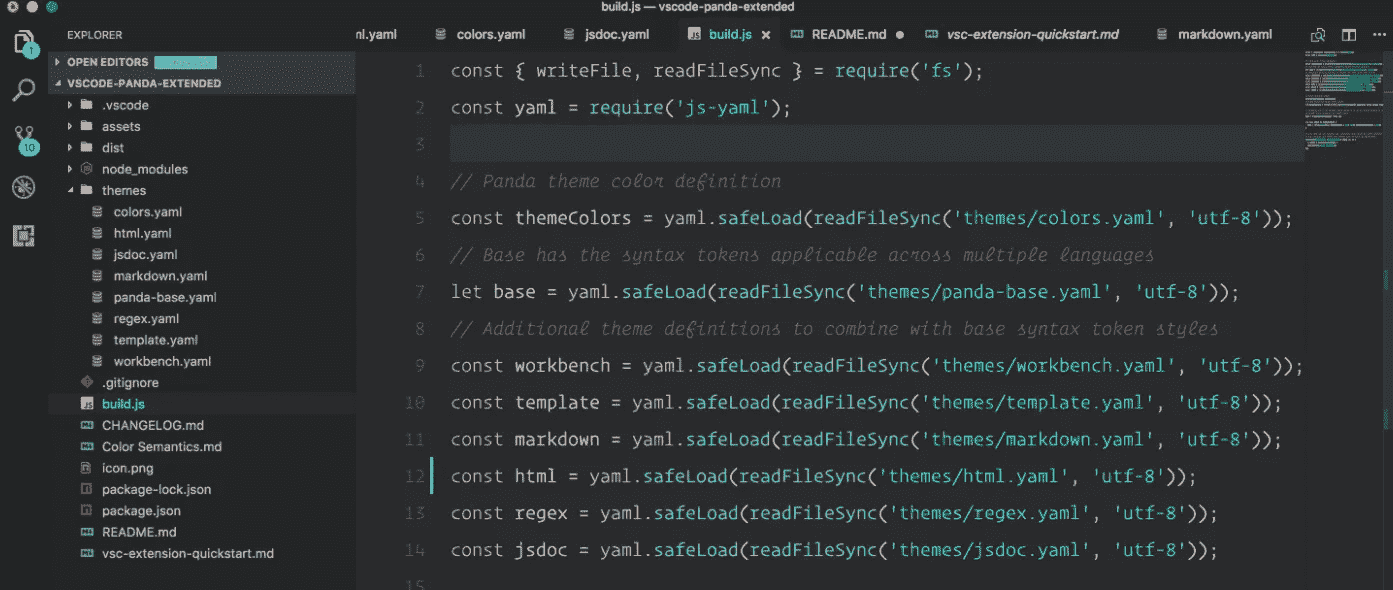 build.js — vscode-panda-extended
EXPLORER
OPEN EDITORS
VSCODE-PANDA-EXTENDED
.vscode
assets
dist
node_modules
themes
colors.yaml
html.yaml
jsdoc.yaml
markdown.yaml
panda-base.yaml
regex.yaml
template.yaml
workbench.yaml
.gitignore
JS build.js
CHANGELOG.md
Color Semantics.md
icon.png
package-lock.json
package.json
README.md
vsc-extension-quickstart.md
1
10
ml.yaml colors.yaml jsdoc.yaml JS build.js README.md vsc-extension-quickstart.md markdown.yaml
1 const { writeFile, readFileSync } = require('fs');
2 const yaml = require('js-yaml');
3
4 // Panda theme color definition
5 const themeColors = yaml.safeLoad(readFileSync('themes/colors.yaml', 'utf-8'));
6 // Base has the syntax tokens applicable across multiple languages
7 let base = yaml.safeLoad(readFileSync('themes/panda-base.yaml', 'utf-8'));
8 // Additional theme definitions to combine with base syntax token styles
9 const workbench = yaml.safeLoad(readFileSync('themes/workbench.yaml', 'utf-8'));
10 const template = yaml.safeLoad(readFileSync('themes/template.yaml', 'utf-8'));
11 const markdown = yaml.safeLoad(readFileSync('themes/markdown.yaml', 'utf-8'));
12 const html = yaml.safeLoad(readFileSync('themes/html.yaml', 'utf-8'));
13 const regex = yaml.safeLoad(readFileSync('themes/regex.yaml', 'utf-8'));
14 const jsdoc = yaml.safeLoad(readFileSync('themes/jsdoc.yaml', 'utf-8'));
15